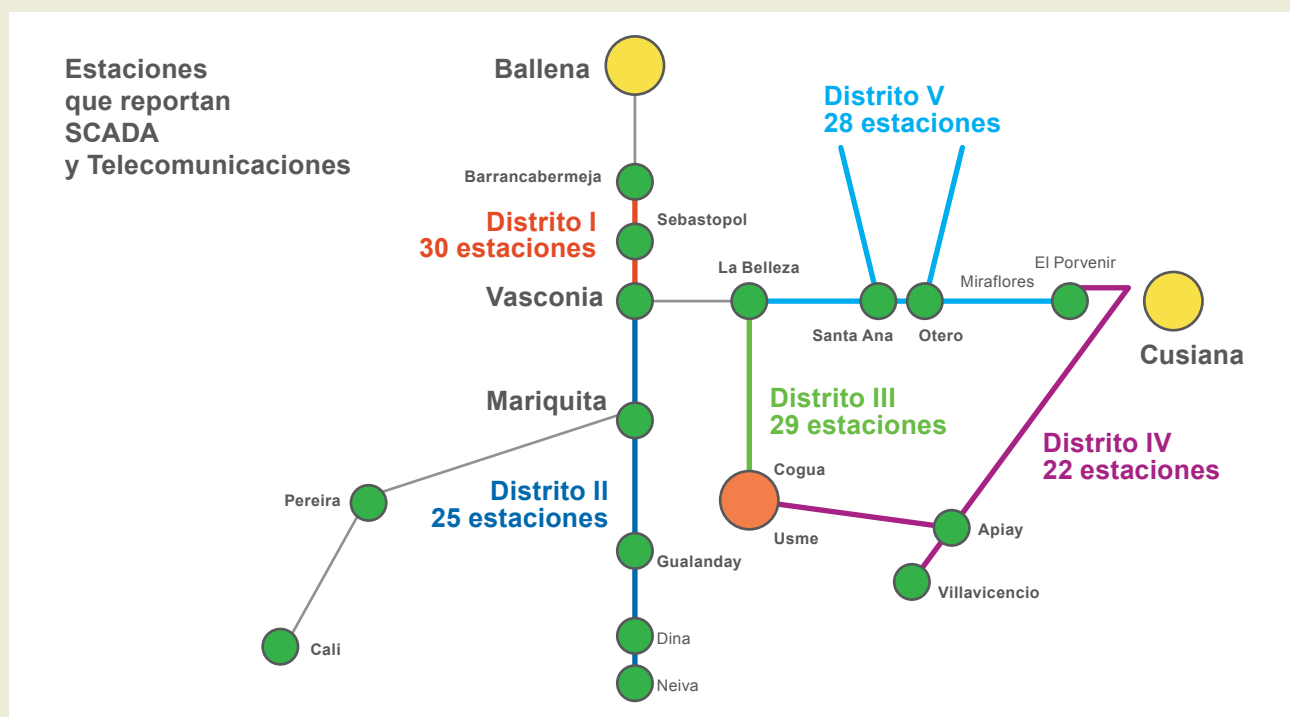 Estaciones
que reportan
SCADA
y Telecomunicaciones
Ballena
Distrito V
28 estaciones
Barrancabermeja
Distrito I
30 estaciones
Sebastopol
Vasconia
La Belleza
Santa Ana
Otero
Miraflores
El Porvenir
Cusiana
Mariquita
Distrito III
29 estaciones
Distrito IV
22 estaciones
Pereira
Distrito II
25 estaciones
Cogua
Usme
Apiay
Gualanday
Villavicencio
Cali
Dina
Neiva